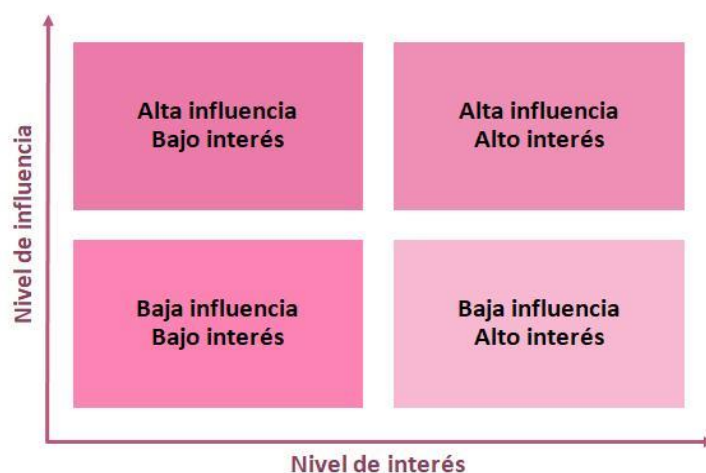 Nivel de influencia
Alta influencia
Bajo interés
Alta influencia
Alto interés
Baja influencia
Bajo interés
Baja influencia
Alto interés
Nivel de interés